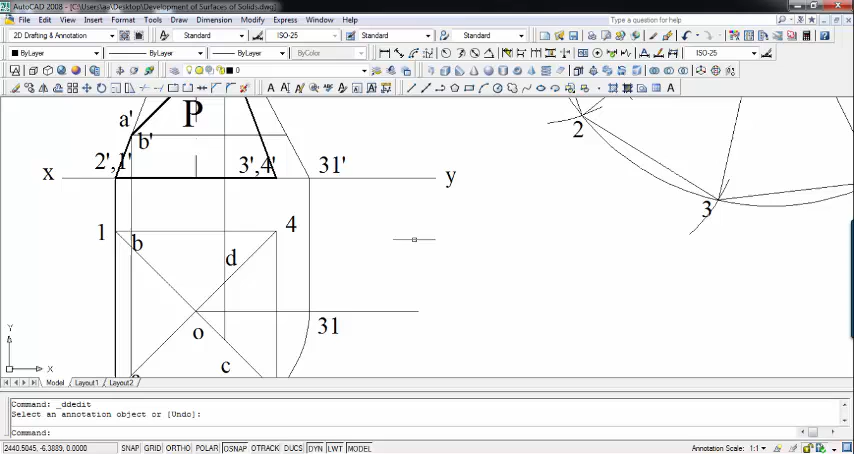 AutoCAD 2008 - [C:\Users\aa\Desktop\Development of Surfaces of Solids.dwg]
File Edit View Insert Format Tools Draw Dimension Modify Express Window Help
Type a question for help
2D Drafting & Annotation
Standard
ISO-25
Standard
Standard
ByLayer
ByLayer
ByLayer
ByColor
ISO-25
0
a'
P
b'
2',1'
3',4'
31'
x
y
1
b
4
d
o
31
c
2
3
Y
X
Model Layout1 Layout2
Command: _ddedit
Select an annotation object or [Undo]:
Command:
2440.5045, -6.3889, 0.0000
SNAP GRID ORTHO POLAR OSNAP OTRACK DUCS DYN LWT MODEL
Annotation Scale: 1:1